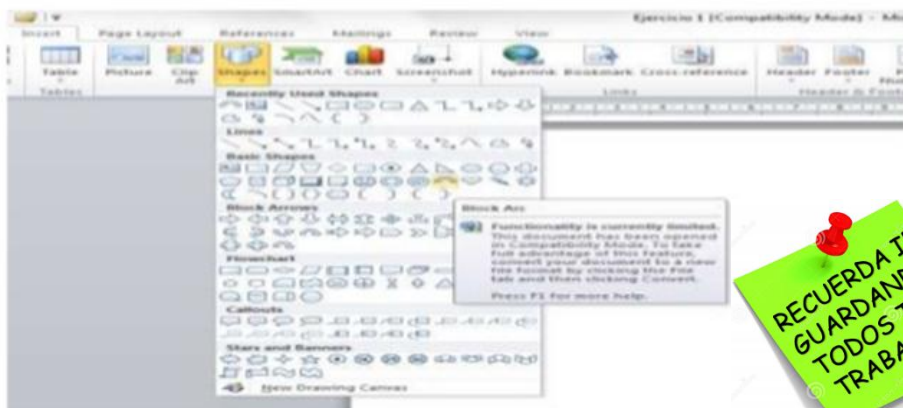 Ejercicio 1 [Compatibility Mode] - Mi
Insert Page Layout References Mailings Review View
Table Picture Clip Art Shapes SmartArt Chart Screenshot Hyperlink Bookmark Cross-reference Header Footer
Tables Links Header & Foot
Recently Used Shapes
Lines
Basic Shapes
Block Arrows
Flowchart
Callouts
Stars and Banners
New Drawing Canvas
Block Arc
Functionality is currently limited.
This document has been opened
in Compatibility Mode. To take
full advantage of this feature,
convert your document to a new
file format by clicking the File
tab and then clicking Convert.
Press F1 for more help.
RECUERDA I
GUARDAN
TODOS T
TRABA